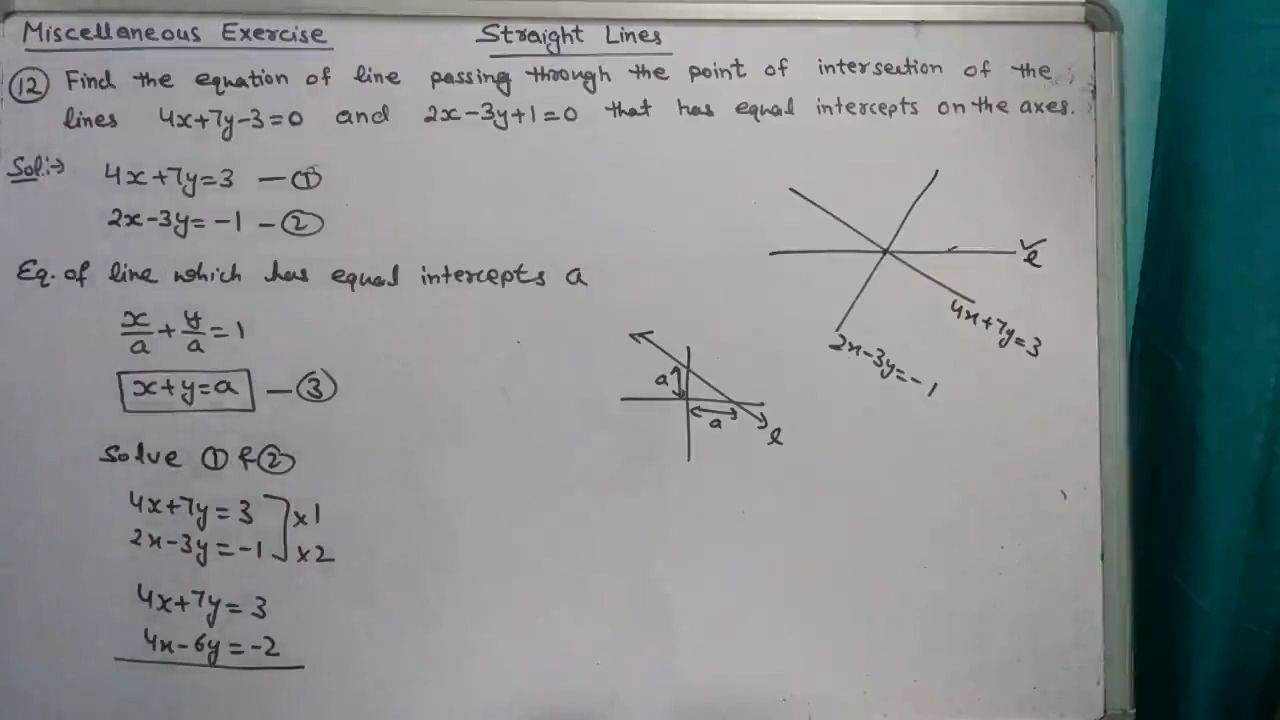 Miscellaneous Exercise Straight Lines
⑫ Find the equation of line passing through the point of intersection of the
lines 4x+7y-3=0 and 2x-3y+1=0 that has equal intercepts on the axes.
Sol:→ 4x+7y=3 —①
2x-3y=-1 —②
Eq. of line which has equal intercepts a
x/a + y/a = 1
x+y=a —③
Solve ① & ②
4x+7y=3 ]x1
2x-3y=-1 ]x2
4x+7y=3
4x-6y=-2
a
a
l
✓
l
4x+7y=3
2x-3y=-1